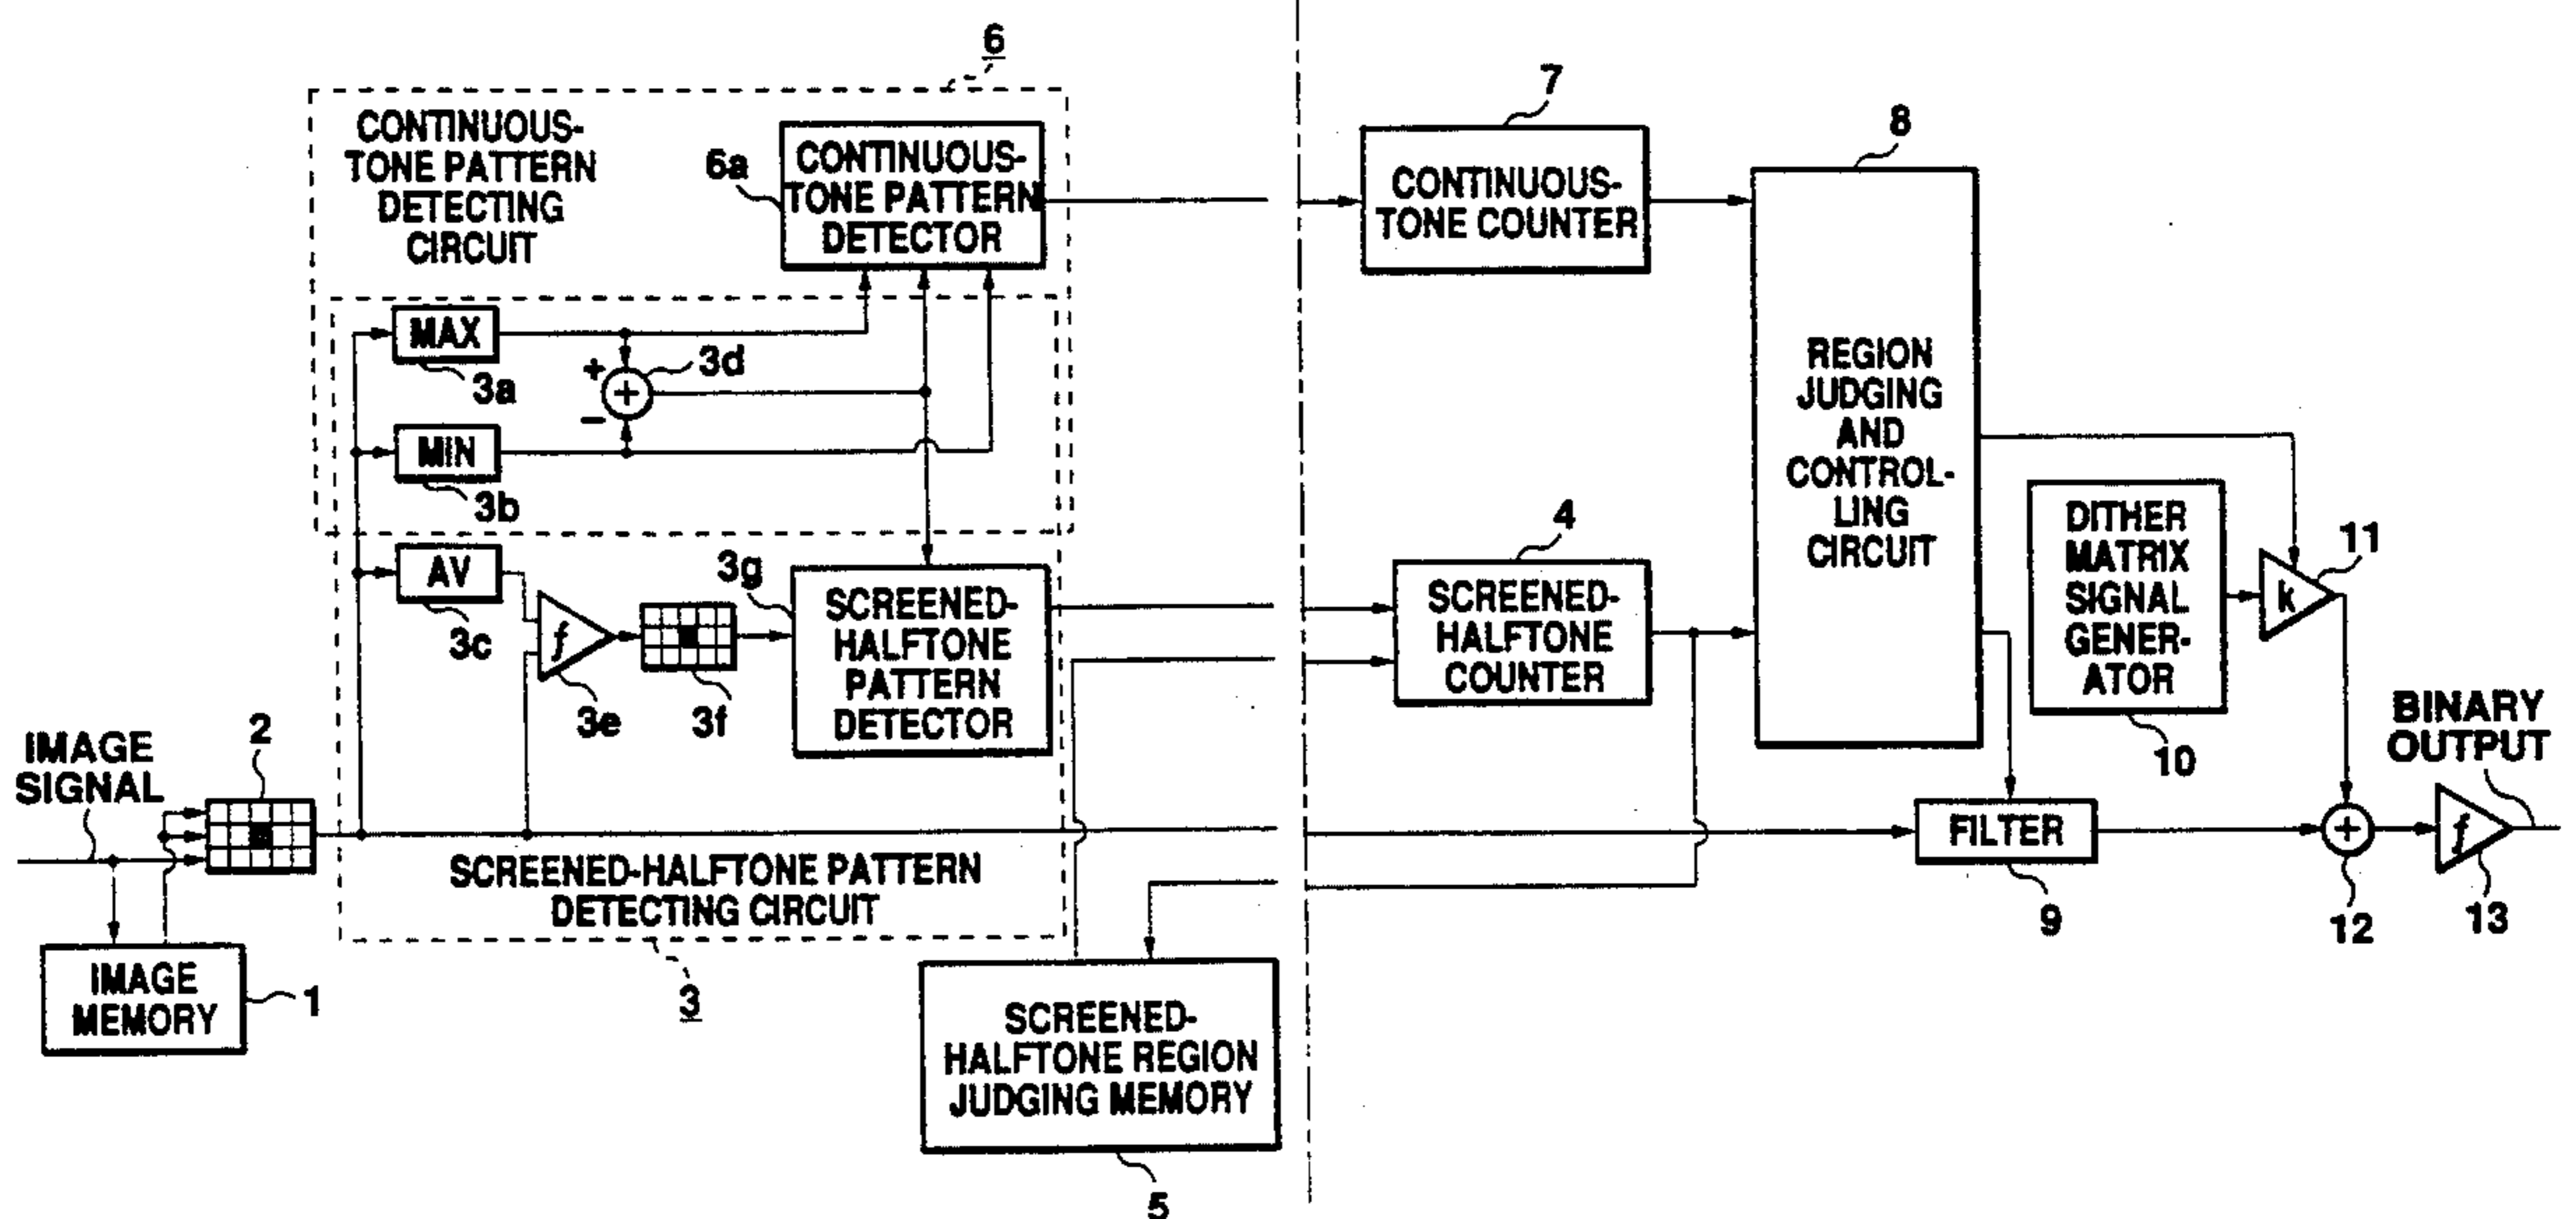 6
CONTINUOUS-
TONE PATTERN
DETECTING
CIRCUIT
6a
CONTINUOUS-
TONE PATTERN
DETECTOR
7
CONTINUOUS-
TONE COUNTER
8
REGION
JUDGING
AND
CONTROL-
LING
CIRCUIT
MAX
3a
+
+
−
3d
MIN
3b
AV
3c
f
3e
3f
3g
SCREENED-
HALFTONE
PATTERN
DETECTOR
4
SCREENED-
HALFTONE
COUNTER
DITHER
MATRIX
SIGNAL
GENER-
ATOR
10
k
11
IMAGE
SIGNAL
2
SCREENED-HALFTONE PATTERN
DETECTING CIRCUIT
3
IMAGE
MEMORY
1
SCREENED-
HALFTONE REGION
JUDGING MEMORY
5
FILTER
9
+
12
f
13
BINARY
OUTPUT